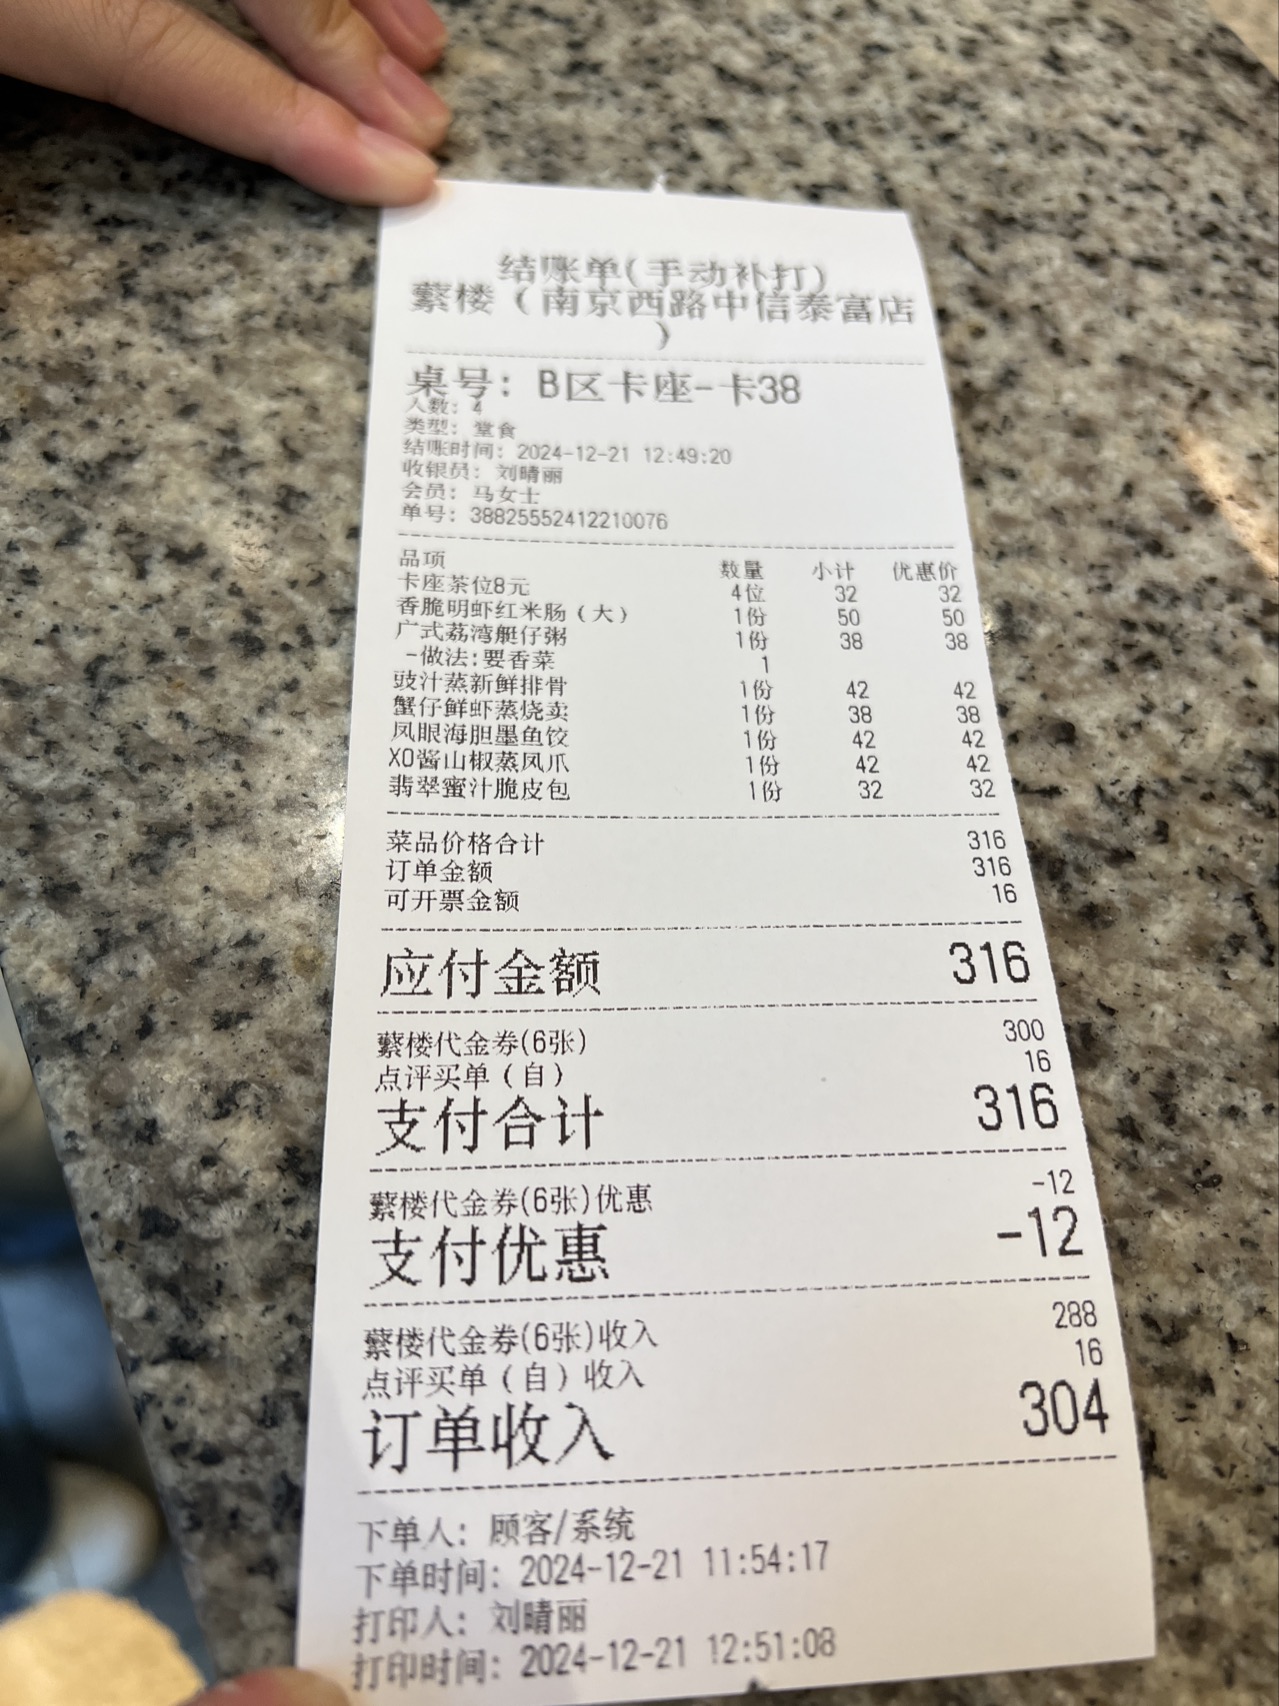 结账单(手动补打)
蘩楼（南京西路中信泰富店
）
桌号：B区卡座-卡38
人数：4
类型：堂食
结账时间：2024-12-21 12:49:20
收银员：刘晴丽
会员：马女士
单号：38825552412210076
品项 数量 小计 优惠价
卡座茶位8元 4位 32 32
香脆明虾红米肠（大） 1份 50 50
广式荔湾艇仔粥 1份 38 38
-做法:要香菜 1
豉汁蒸新鲜排骨 1份 42 42
蟹仔鲜虾蒸烧卖 1份 38 38
凤眼海胆墨鱼饺 1份 42 42
XO酱山椒蒸凤爪 1份 42 42
翡翠蜜汁脆皮包 1份 32 32
菜品价格合计 316
订单金额 316
可开票金额 16
应付金额 316
蘩楼代金券(6张) 300
点评买单（自） 16
支付合计 316
蘩楼代金券(6张)优惠 -12
支付优惠 -12
蘩楼代金券(6张)收入 288
点评买单（自）收入 16
订单收入 304
下单人：顾客/系统
下单时间：2024-12-21 11:54:17
打印人：刘晴丽
打印时间：2024-12-21 12:51:08